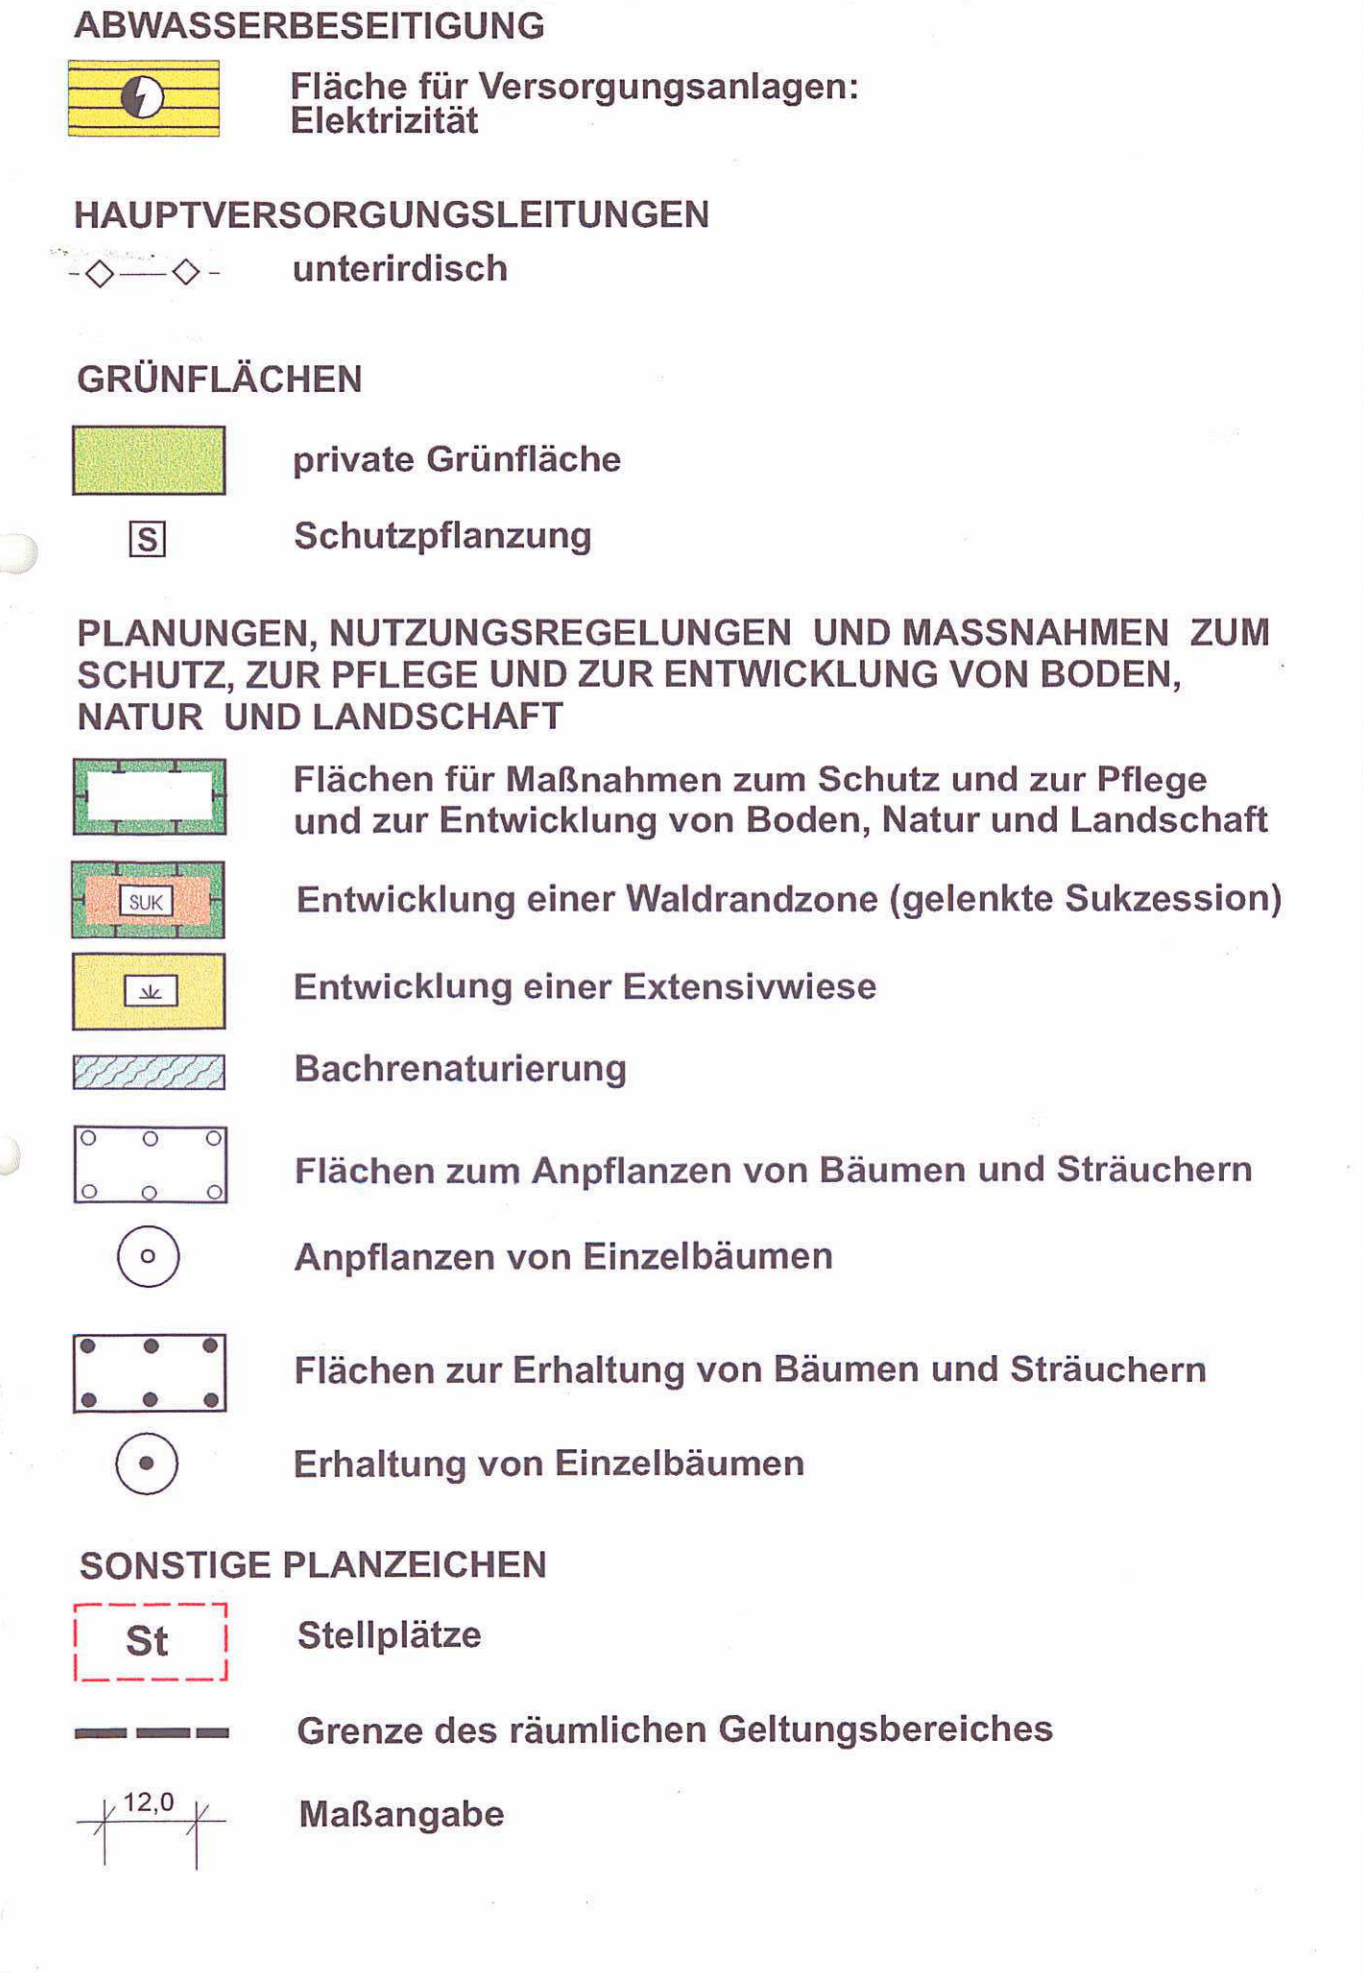 ABWASSERBESEITIGUNG
Fläche für Versorgungsanlagen:
Elektrizität
HAUPTVERSORGUNGSLEITUNGEN
unterirdisch
GRÜNFLÄCHEN
private Grünfläche
S
Schutzpflanzung
PLANUNGEN, NUTZUNGSREGELUNGEN UND MASSNAHMEN ZUM
SCHUTZ, ZUR PFLEGE UND ZUR ENTWICKLUNG VON BODEN,
NATUR UND LANDSCHAFT
Flächen für Maßnahmen zum Schutz und zur Pflege
und zur Entwicklung von Boden, Natur und Landschaft
SUK
Entwicklung einer Waldrandzone (gelenkte Sukzession)
Entwicklung einer Extensivwiese
Bachrenaturierung
Flächen zum Anpflanzen von Bäumen und Sträuchern
Anpflanzen von Einzelbäumen
Flächen zur Erhaltung von Bäumen und Sträuchern
Erhaltung von Einzelbäumen
SONSTIGE PLANZEICHEN
St
Stellplätze
Grenze des räumlichen Geltungsbereiches
12,0
Maßangabe